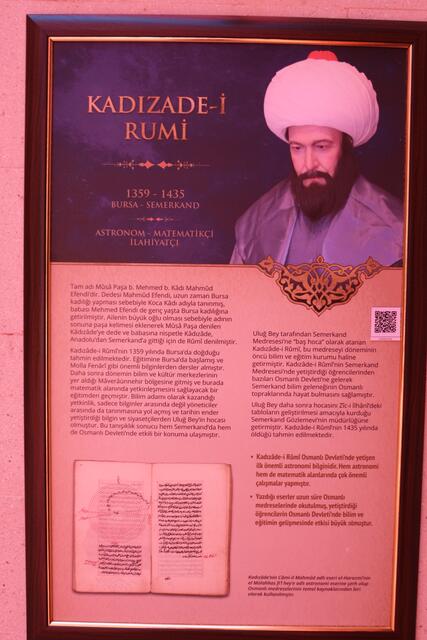 KADIZADE-İ
RUMİ
1359 - 1435
BURSA - SEMERKAND
ASTRONOM - MATEMATİKÇİ
İLAHİYATÇI
Tam adı Mûsâ Paşa b. Mehmed b. Kâdî Mahmûd
Efendi'dir. Dedesi Mahmûd Efendi, uzun zaman Bursa
kadılığı yapması sebebiyle Koca Kâdı adıyla tanınmış,
babası Mehmed Efendi de genç yaşta Bursa kadılığına
getirilmiştir. Ailenin büyük oğlu olması sebebiyle adının
sonuna paşa kelimesi eklenerek Mûsâ Paşa denilen
Kâdızâde'ye dede ve babasına nispetle Kâdızâde,
Anadolu'dan Semerkand'a gittiği için de Rûmî denilmiştir.
Kadızâde-i Rûmî'nin 1359 yılında Bursa'da doğduğu
tahmin edilmektedir. Eğitimine Bursa'da başlamış ve
Molla Fenârî gibi önemli bilginlerden dersler almıştır.
Daha sonra dönemin bilim ve kültür merkezlerinin
yer aldığı Mâverâünnehir bölgesine gitmiş ve burada
matematik alanında yetkinleşmesini sağlayacak bir
eğitimden geçmiştir. Bilim adamı olarak kazandığı
yetkinlik, sadece bilginler arasında değil yöneticiler
arasında da tanınmasına yol açmış ve tarihin ender
yetiştirdiği bilgin ve siyasetçilerden Uluğ Bey'in hocası
olmuştur. Bu tanışıklık sonucu hem Semerkand'da hem
de Osmanlı Devleti'nde etkili bir konuma ulaşmıştır.
Uluğ Bey tarafından Semerkand
Medresesi'ne "baş hoca" olarak atanan
Kadızâde-i Rûmî, bu medreseyi döneminin
öncü bilim ve eğitim kurumu haline
getirmiştir. Kadızâde-i Rûmî'nin Semerkand
Medresesi'nde yetiştirdiği öğrencilerinden
bazıları Osmanlı Devleti'ne gelerek
Semerkand bilim geleneğinin Osmanlı
topraklarında hayat bulmasını sağlamıştır.
Uluğ Bey daha sonra hocasını Zîc-i İlhânî'deki
tabloların geliştirilmesi amacıyla kurduğu
Semerkand Gözlemevi'nin müdürlüğüne
getirmiştir. Kadızâde-i Rûmî'nin 1435 yılında
öldüğü tahmin edilmektedir.
• Kadızâde-i Rûmî Osmanlı Devleti'nde yetişen
ilk önemli astronomi bilginidir. Hem astronomi
hem de matematik alanlarında çok önemli
çalışmalar yapmıştır.
• Yazdığı eserler uzun süre Osmanlı
medreselerinde okutulmuş, yetiştirdiği
öğrencilerin Osmanlı Devleti'nde bilim ve
eğitimin gelişmesinde etkisi büyük olmuştur.